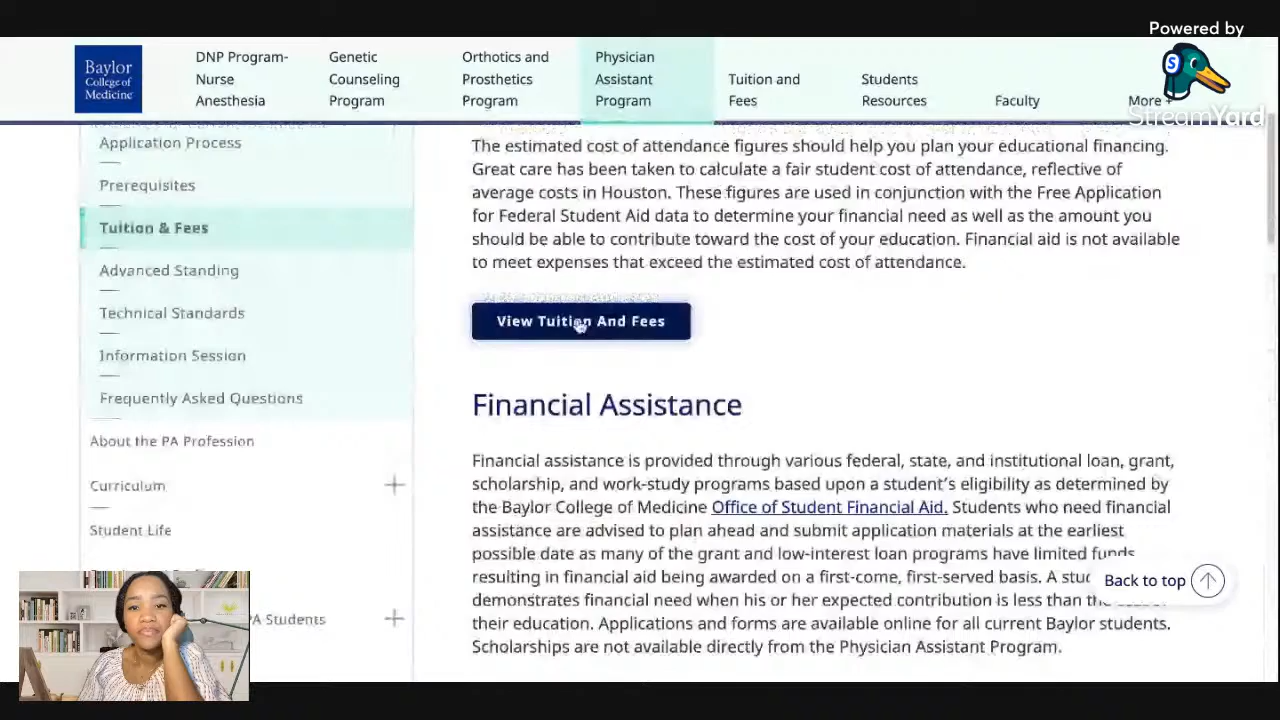 Powered by
StreamYard
Baylor
College of
Medicine
DNP Program-
Nurse
Anesthesia
Genetic
Counseling
Program
Orthotics and
Prosthetics
Program
Physician
Assistant
Program
Tuition and
Fees
Students
Resources
Faculty
More +
Application Process
Prerequisites
Tuition & Fees
Advanced Standing
Technical Standards
Information Session
Frequently Asked Questions
About the PA Profession
Curriculum
Student Life
PA Students
The estimated cost of attendance figures should help you plan your educational financing.
Great care has been taken to calculate a fair student cost of attendance, reflective of
average costs in Houston. These figures are used in conjunction with the Free Application
for Federal Student Aid data to determine your financial need as well as the amount you
should be able to contribute toward the cost of your education. Financial aid is not available
to meet expenses that exceed the estimated cost of attendance.
View Tuition And Fees
Financial Assistance
Financial assistance is provided through various federal, state, and institutional loan, grant,
scholarship, and work-study programs based upon a student's eligibility as determined by
the Baylor College of Medicine Office of Student Financial Aid. Students who need financial
assistance are advised to plan ahead and submit application materials at the earliest
possible date as many of the grant and low-interest loan programs have limited funds
resulting in financial aid being awarded on a first-come, first-served basis. A
demonstrates financial need when his or her expected contribution is less than
their education. Applications and forms are available online for all current Baylor students.
Scholarships are not available directly from the Physician Assistant Program.
Back to top